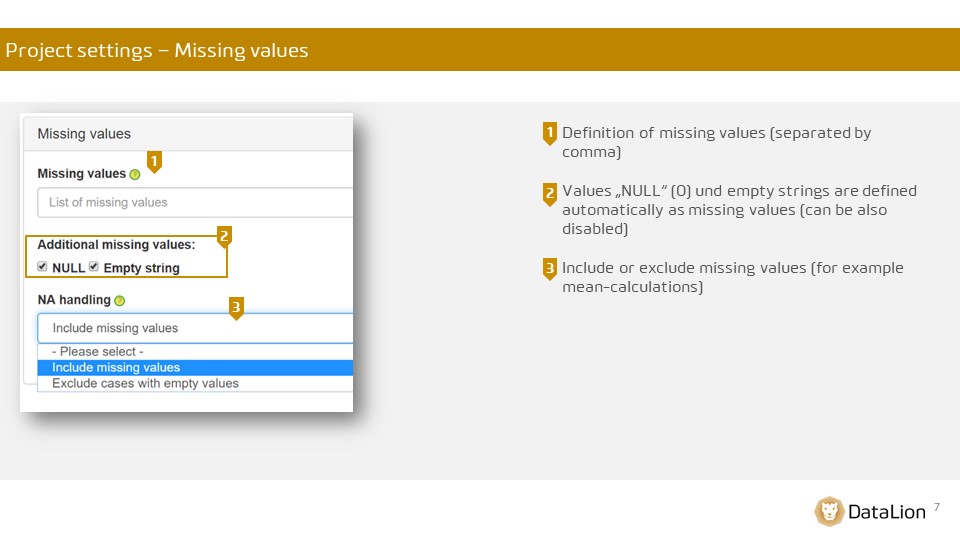 Project settings – Missing values
Missing values
1
Missing values ?
List of missing values
2
Additional missing values:
NULL Empty string
NA handling ?
3
Include missing values
- Please select -
Include missing values
Exclude cases with empty values
1 Definition of missing values (separated by
comma)
2 Values „NULL“ (0) und empty strings are defined
automatically as missing values (can be also
disabled)
3 Include or exclude missing values (for example
mean-calculations)
DataLion 7